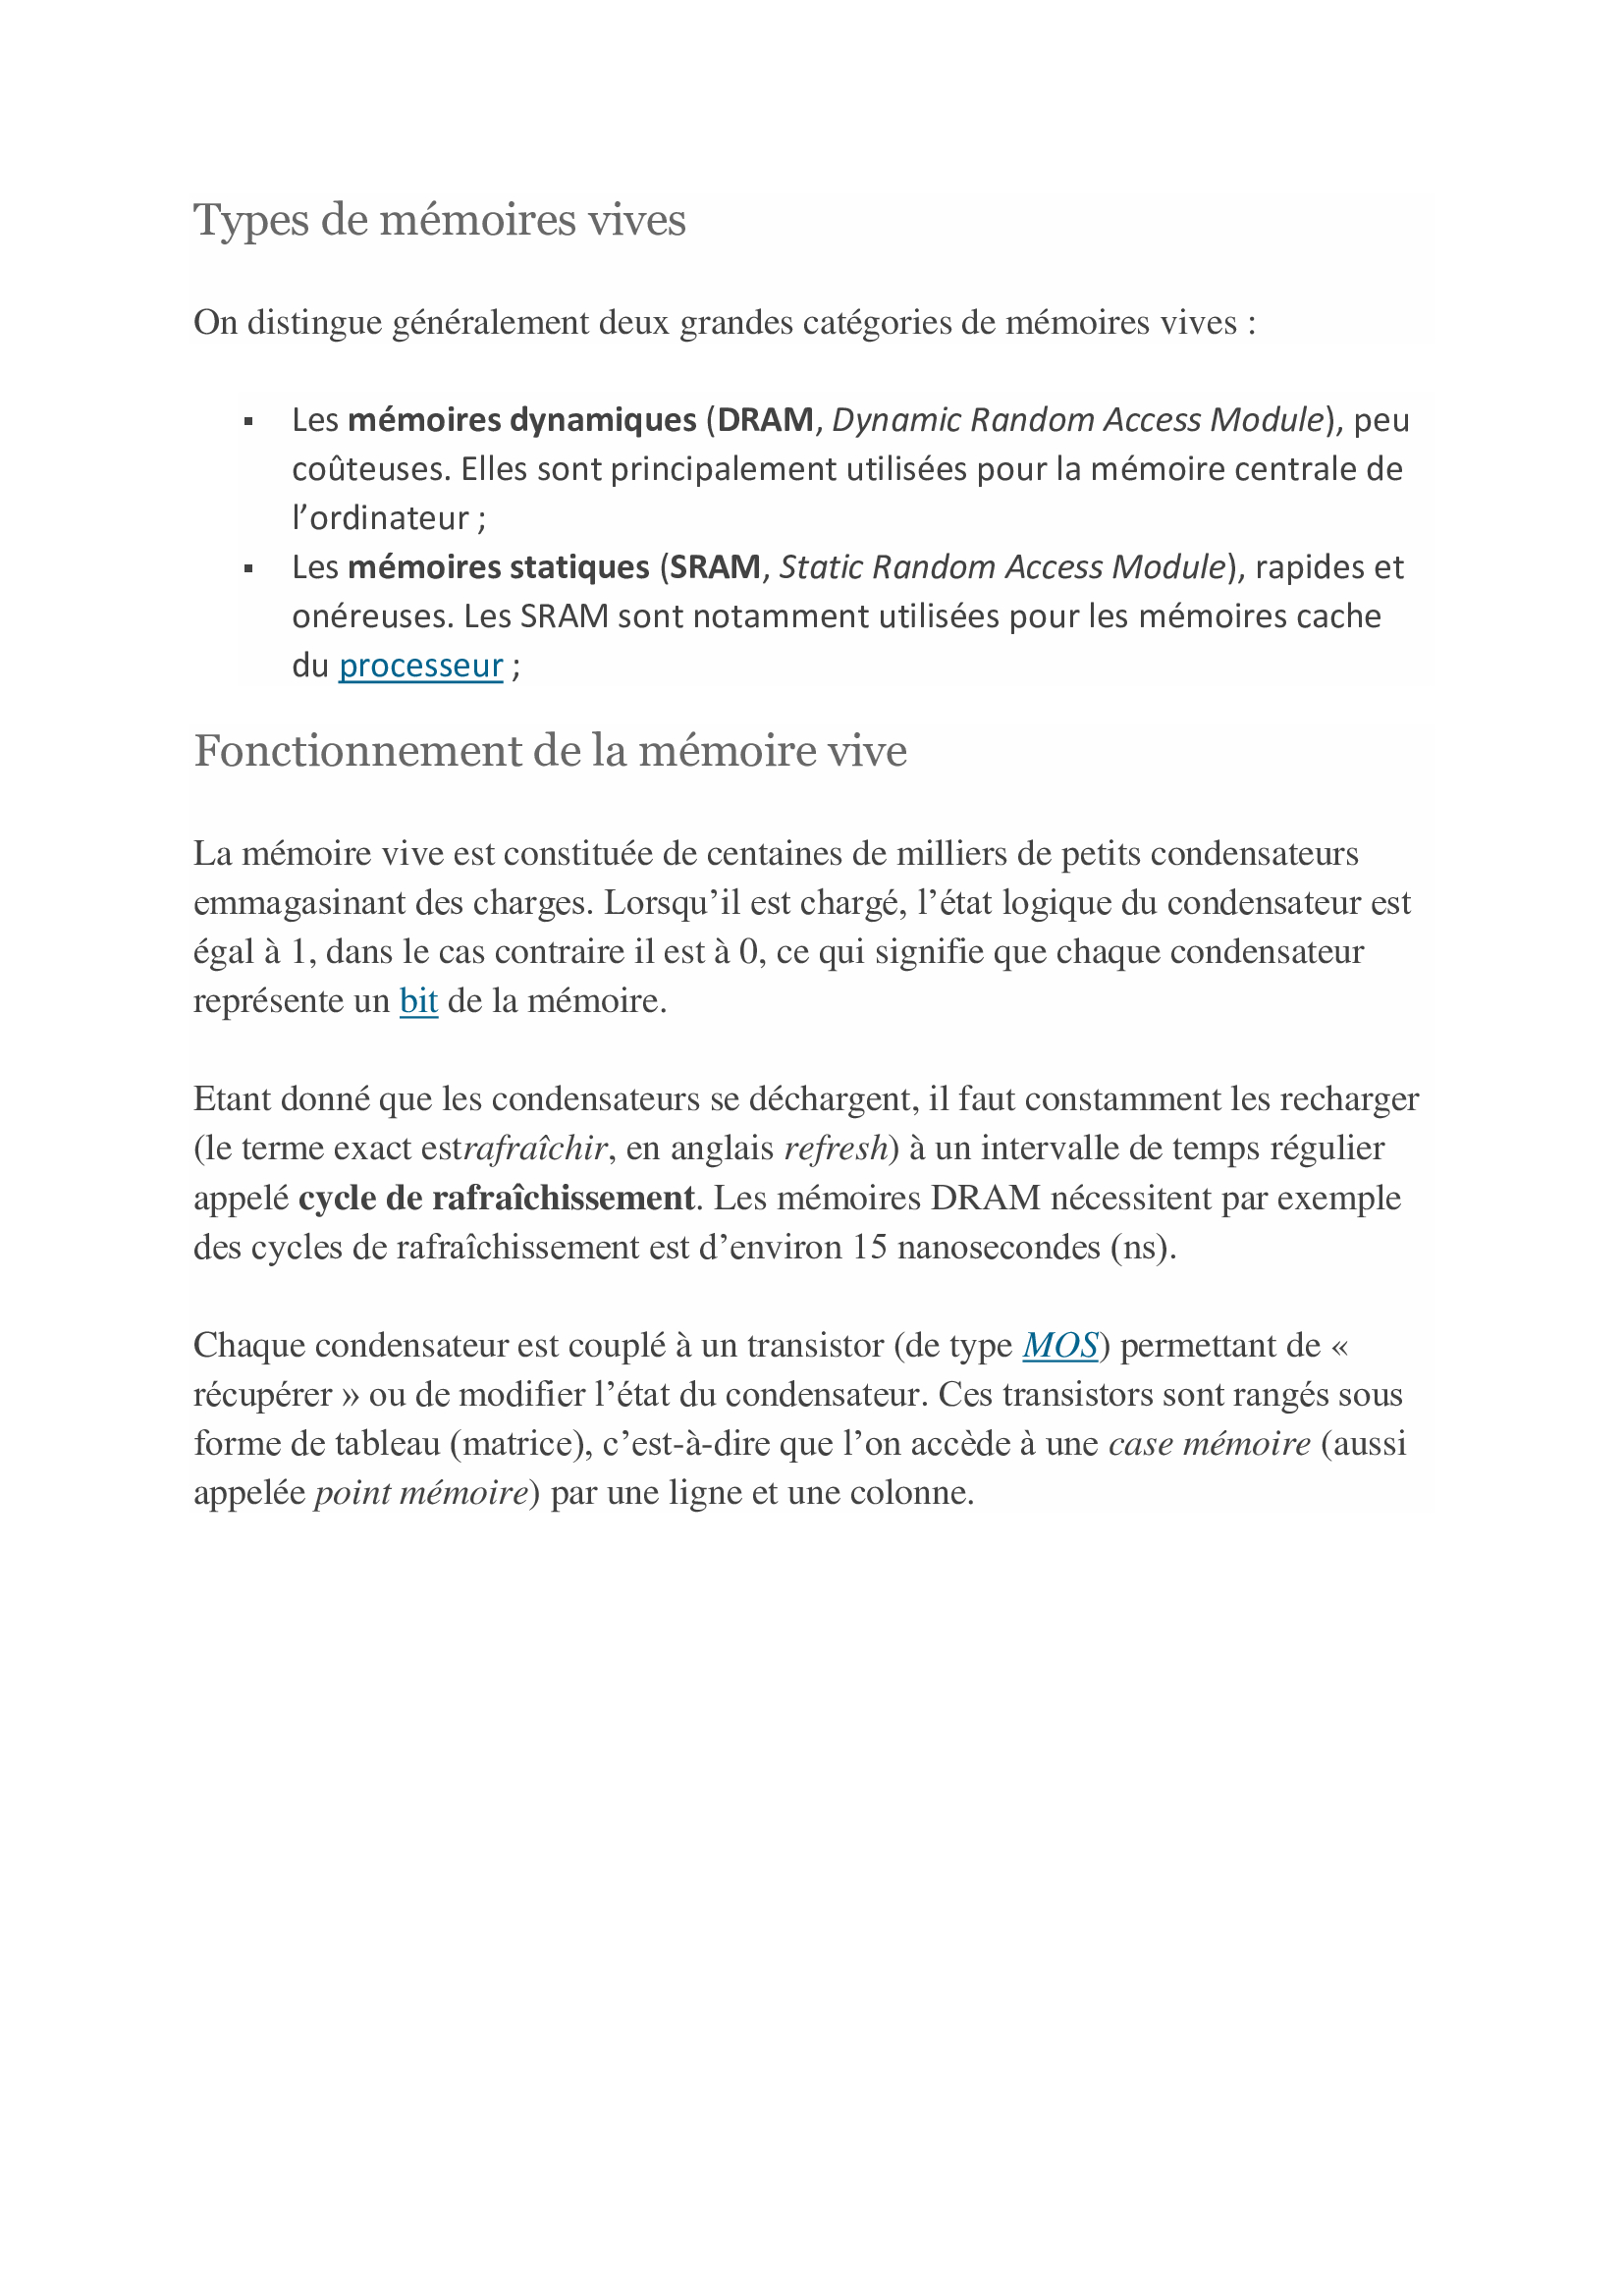 Types de mémoires vives
On distingue généralement deux grandes catégories de mémoires vives :
▪ Les mémoires dynamiques (DRAM, Dynamic Random Access Module), peu
coûteuses. Elles sont principalement utilisées pour la mémoire centrale de
l’ordinateur ;
▪ Les mémoires statiques (SRAM, Static Random Access Module), rapides et
onéreuses. Les SRAM sont notamment utilisées pour les mémoires cache
du processeur ;
Fonctionnement de la mémoire vive
La mémoire vive est constituée de centaines de milliers de petits condensateurs
emmagasinant des charges. Lorsqu’il est chargé, l’état logique du condensateur est
égal à 1, dans le cas contraire il est à 0, ce qui signifie que chaque condensateur
représente un bit de la mémoire.
Etant donné que les condensateurs se déchargent, il faut constamment les recharger
(le terme exact estrafraîchir, en anglais refresh) à un intervalle de temps régulier
appelé cycle de rafraîchissement. Les mémoires DRAM nécessitent par exemple
des cycles de rafraîchissement est d’environ 15 nanosecondes (ns).
Chaque condensateur est couplé à un transistor (de type MOS) permettant de «
récupérer » ou de modifier l’état du condensateur. Ces transistors sont rangés sous
forme de tableau (matrice), c’est-à-dire que l’on accède à une case mémoire (aussi
appelée point mémoire) par une ligne et une colonne.